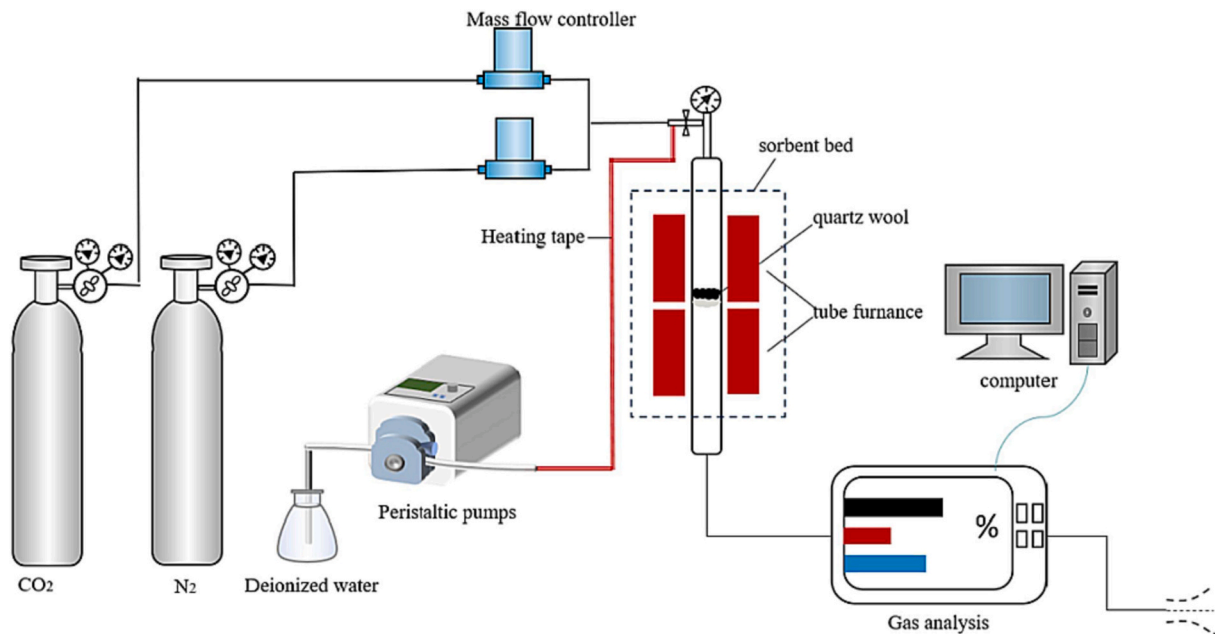 Mass flow controller
sorbent bed
quartz wool
Heating tape
tube furnance
computer
Peristaltic pumps
%
CO2
N2
Deionized water
Gas analysis